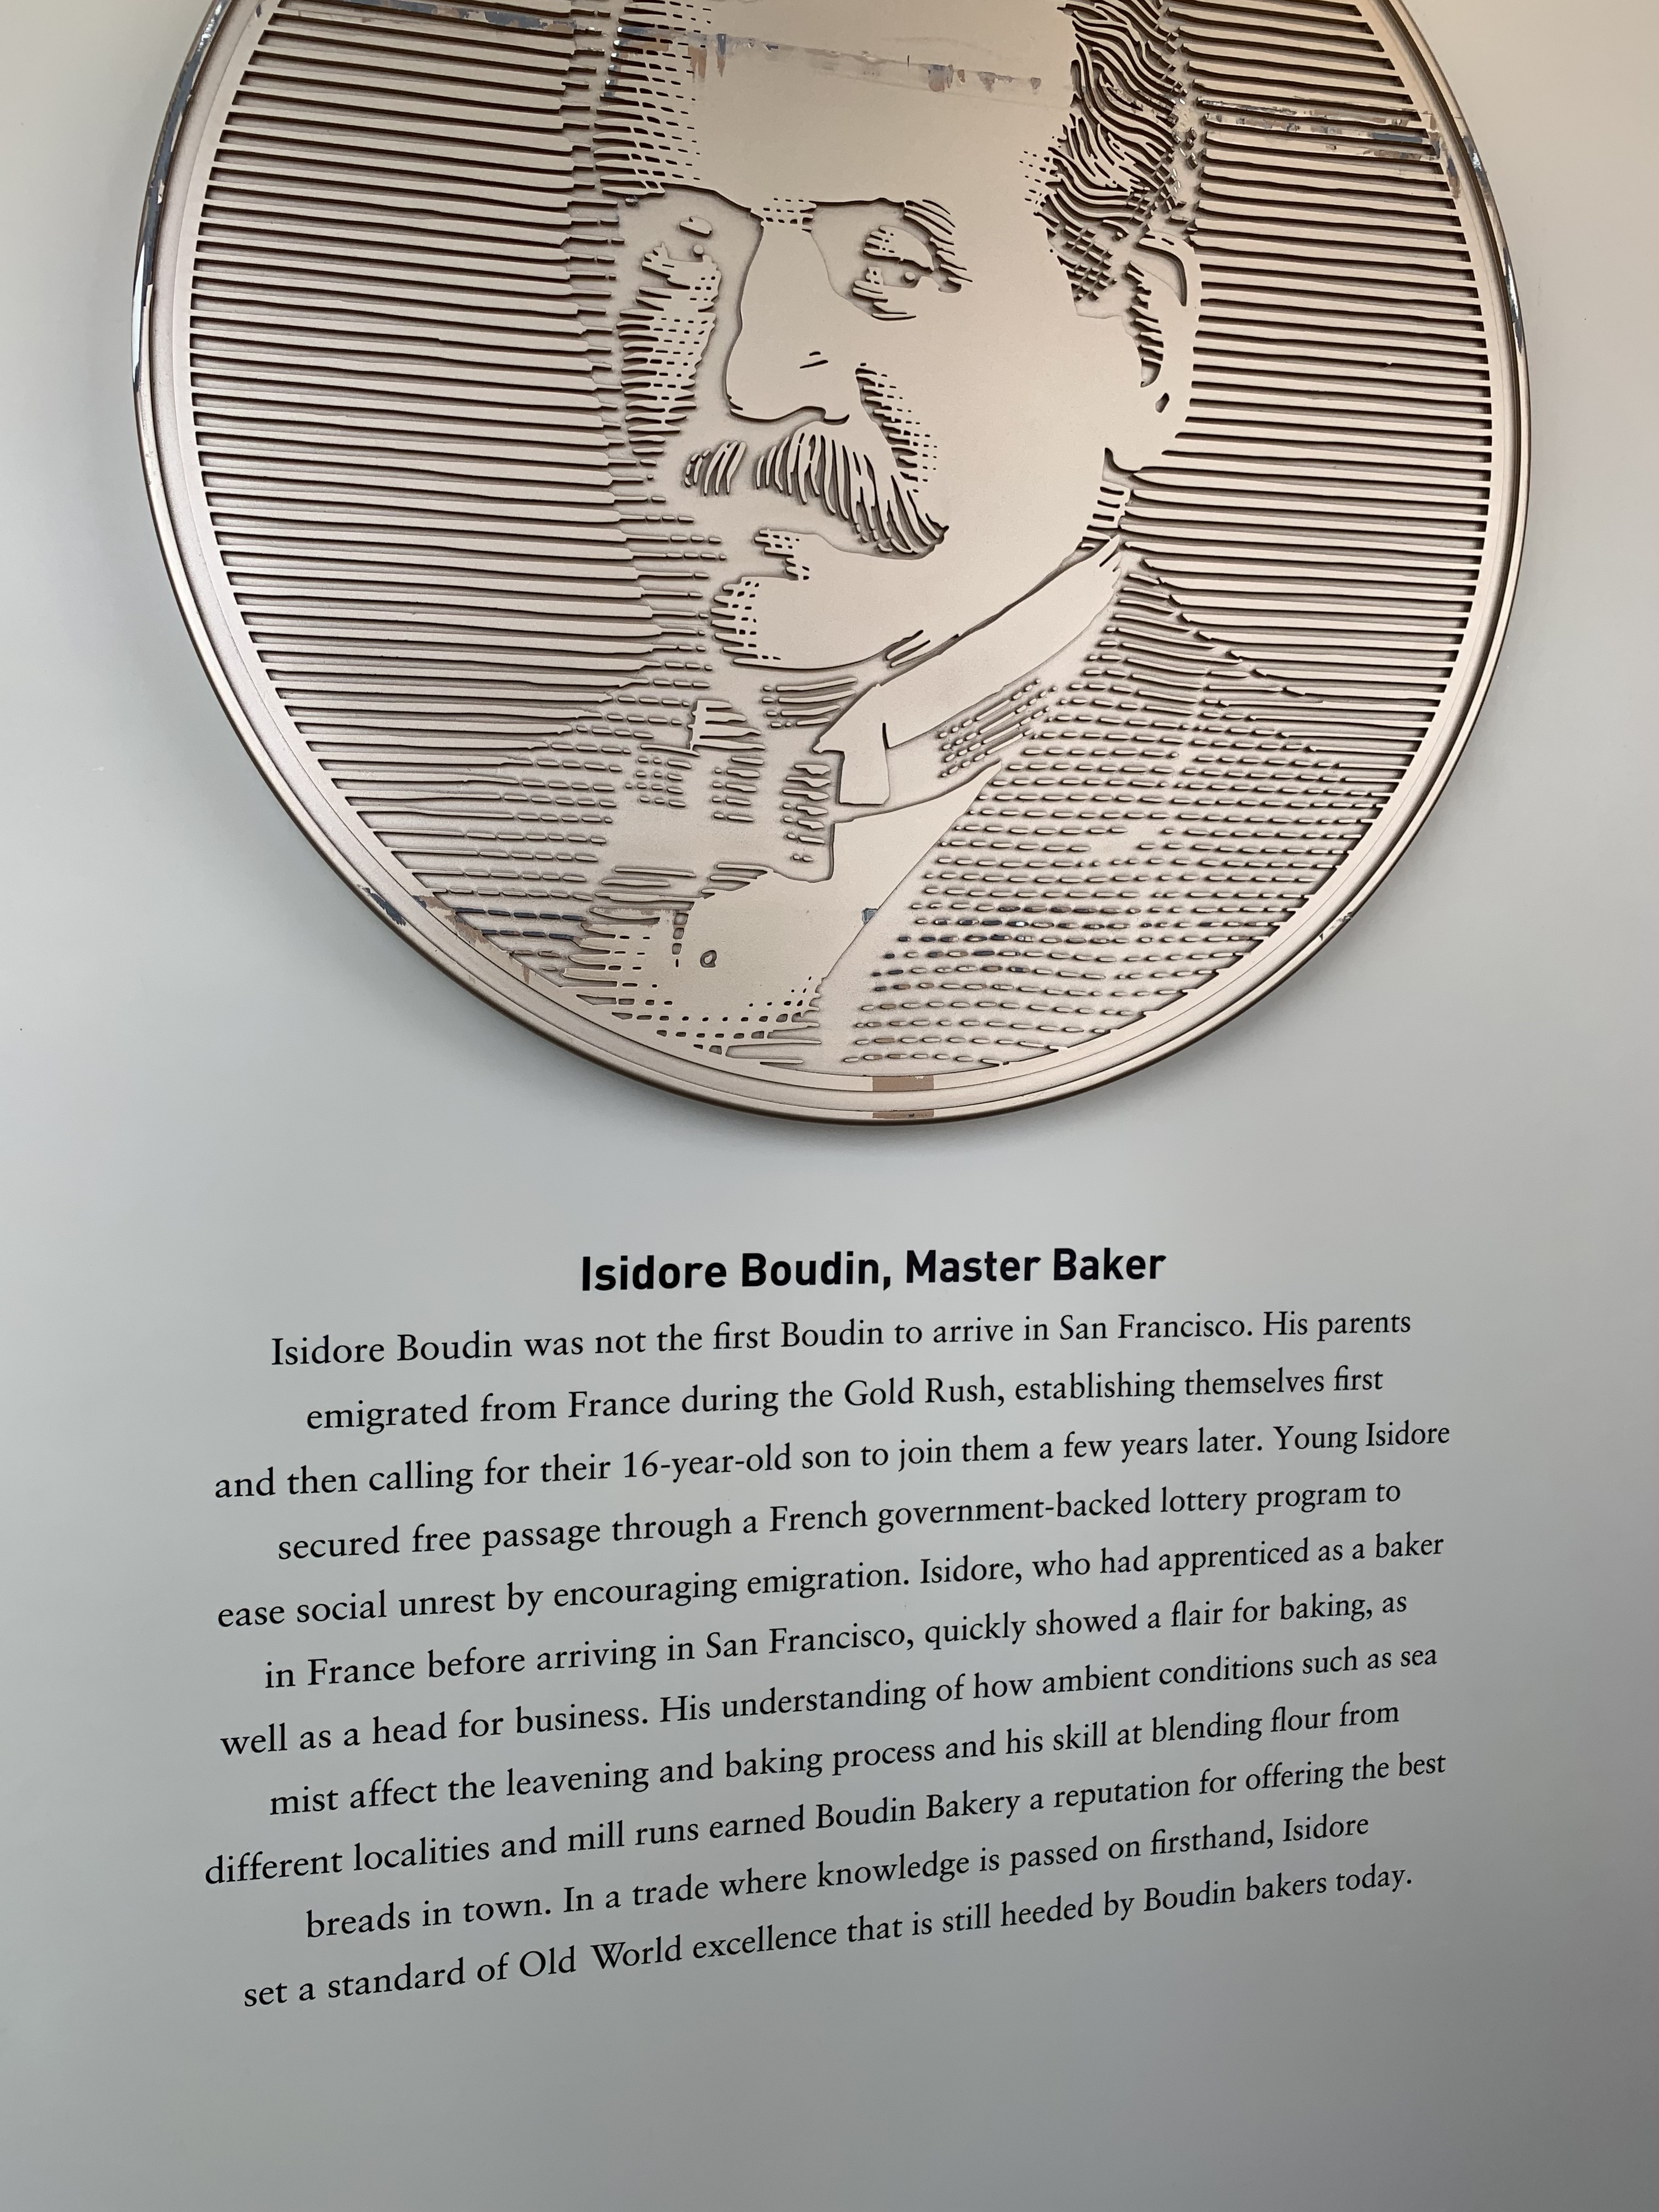 Isidore Boudin, Master Baker
Isidore Boudin was not the first Boudin to arrive in San Francisco. His parents
emigrated from France during the Gold Rush, establishing themselves first
and then calling for their 16-year-old son to join them a few years later. Young Isidore
secured free passage through a French government-backed lottery program to
ease social unrest by encouraging emigration. Isidore, who had apprenticed as a baker
in France before arriving in San Francisco, quickly showed a flair for baking, as
well as a head for business. His understanding of how ambient conditions such as sea
mist affect the leavening and baking process and his skill at blending flour from
different localities and mill runs earned Boudin Bakery a reputation for offering the best
breads in town. In a trade where knowledge is passed on firsthand, Isidore
set a standard of Old World excellence that is still heeded by Boudin bakers today.